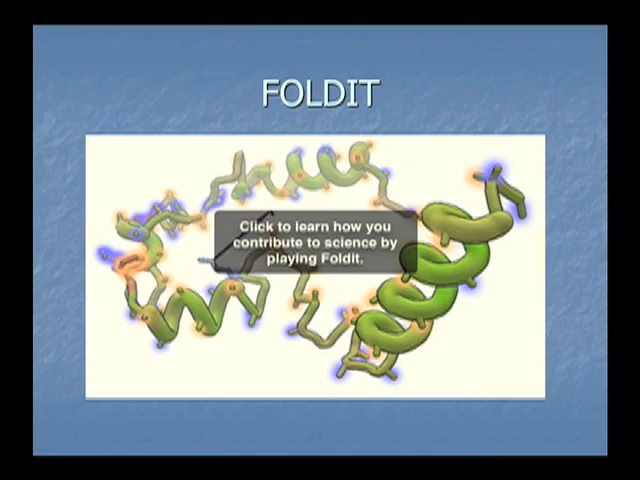 FOLDIT
Click to learn how you
contribute to science by
playing Foldit.